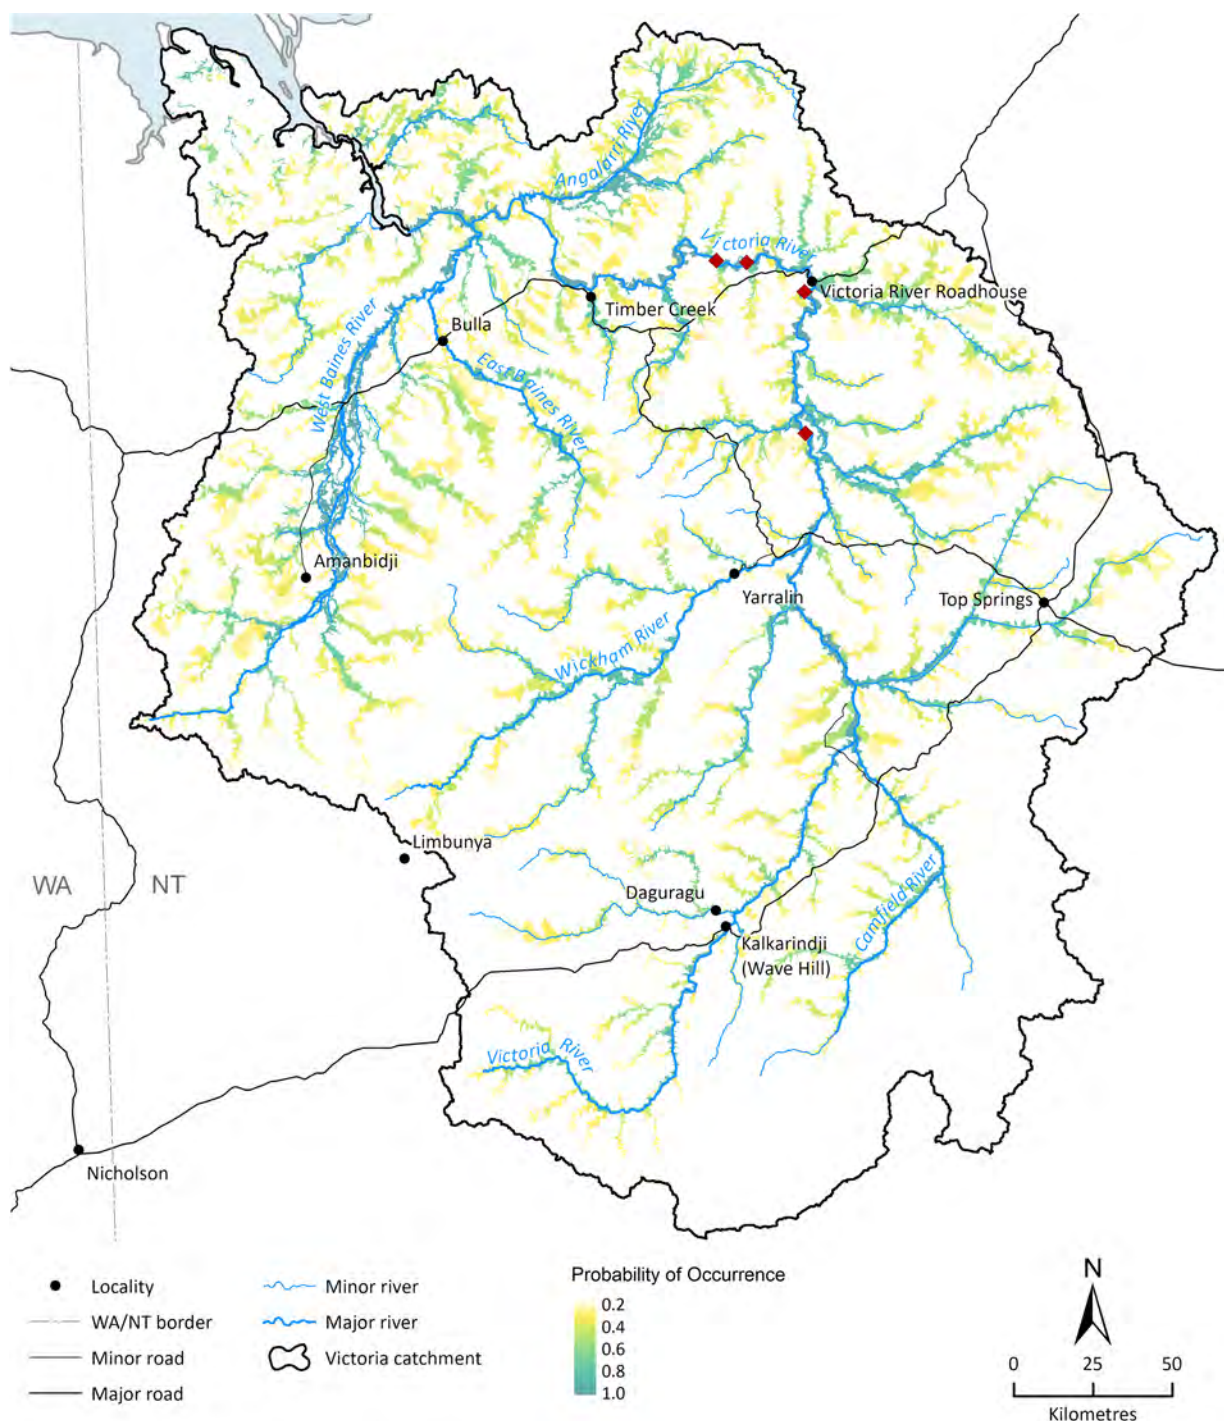 Angalarri River
Victoria River
Victoria River Roadhouse
Timber Creek
Bulla
West Baines River
East Baines River
Amanbidji
Yarralin
Top Springs
Wickham River
Limbunya
WA
NT
Daguragu
Camfield River
Kalkarindji
(Wave Hill)
Victoria River
Nicholson
Locality
WA/NT border
Minor road
Major road
Minor river
Major river
Victoria catchment
Probability of Occurrence
0.2
0.4
0.6
0.8
1.0
N
0 25 50
Kilometres